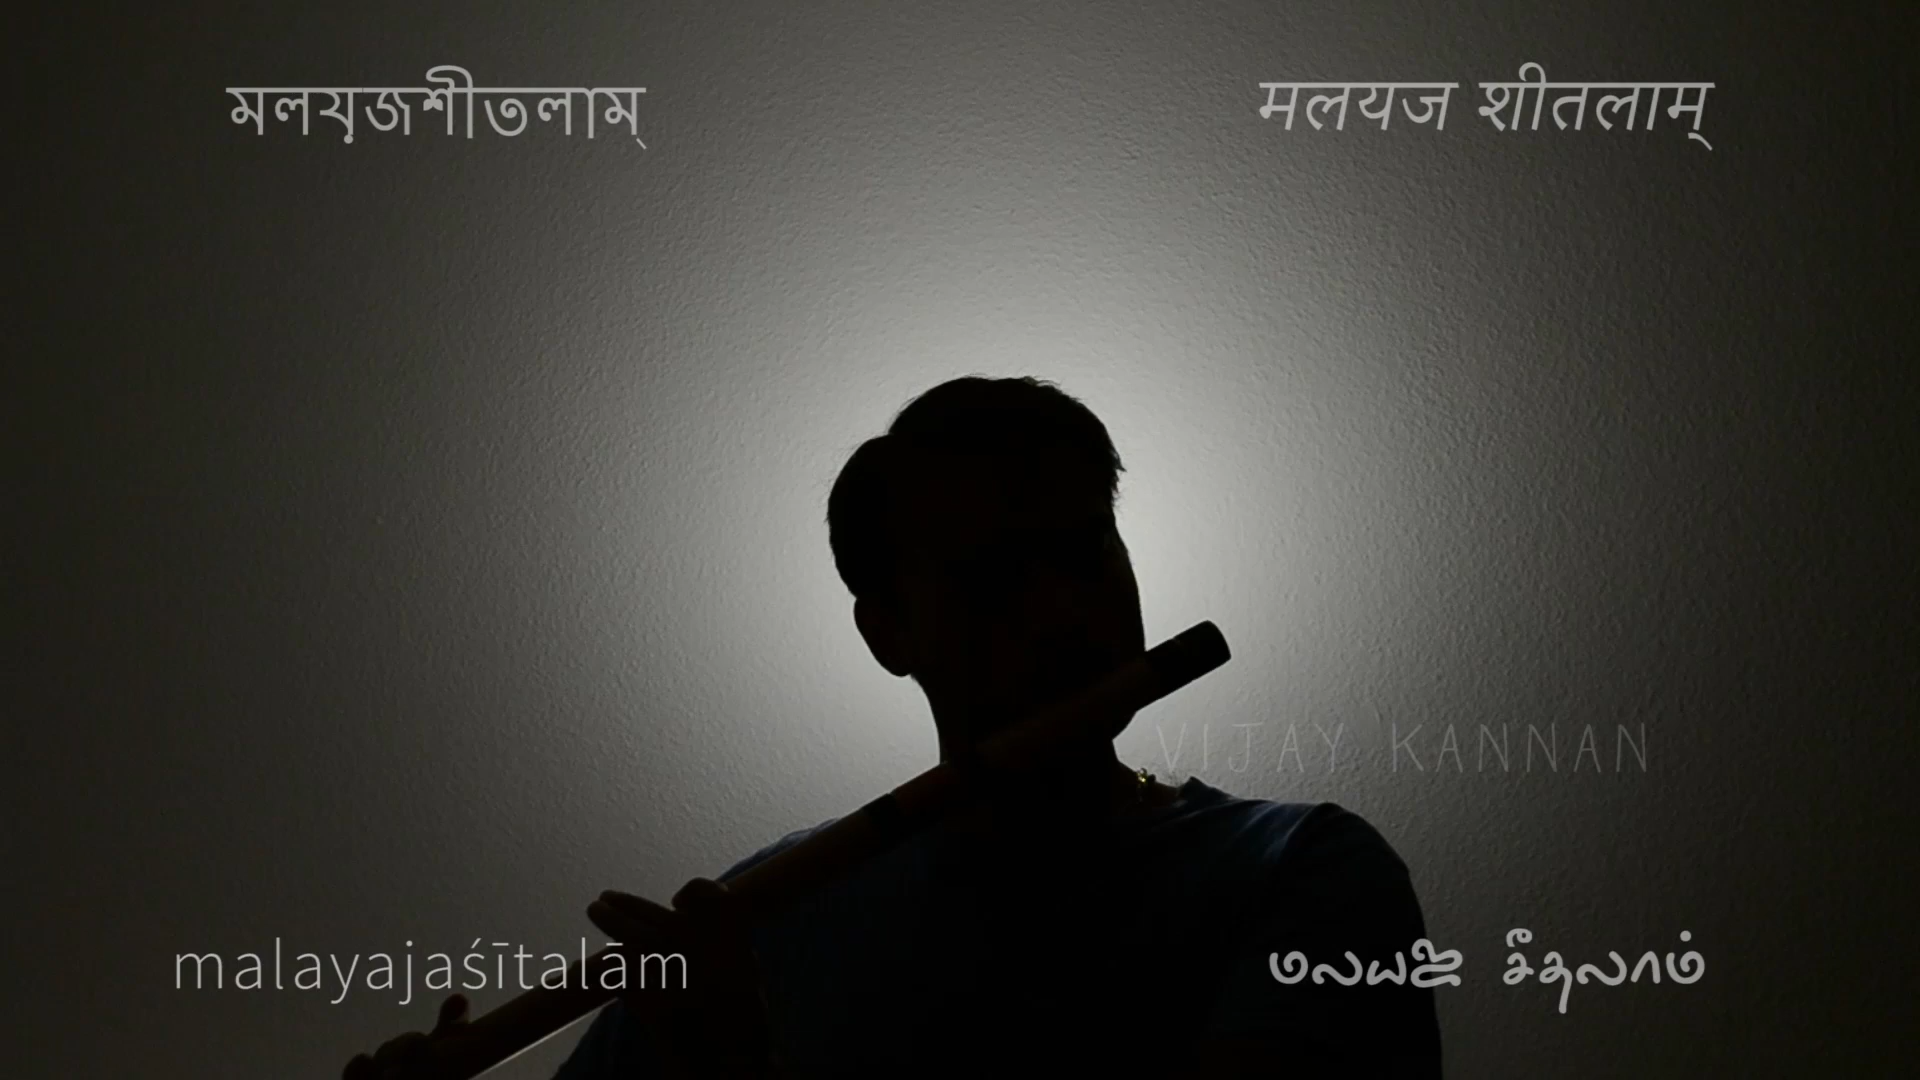 মলয়জশীতলাম্
मलयज शीतलाम्
VIJAY KANNAN
malayajaśītalām
மலயஜ சீதலாம்